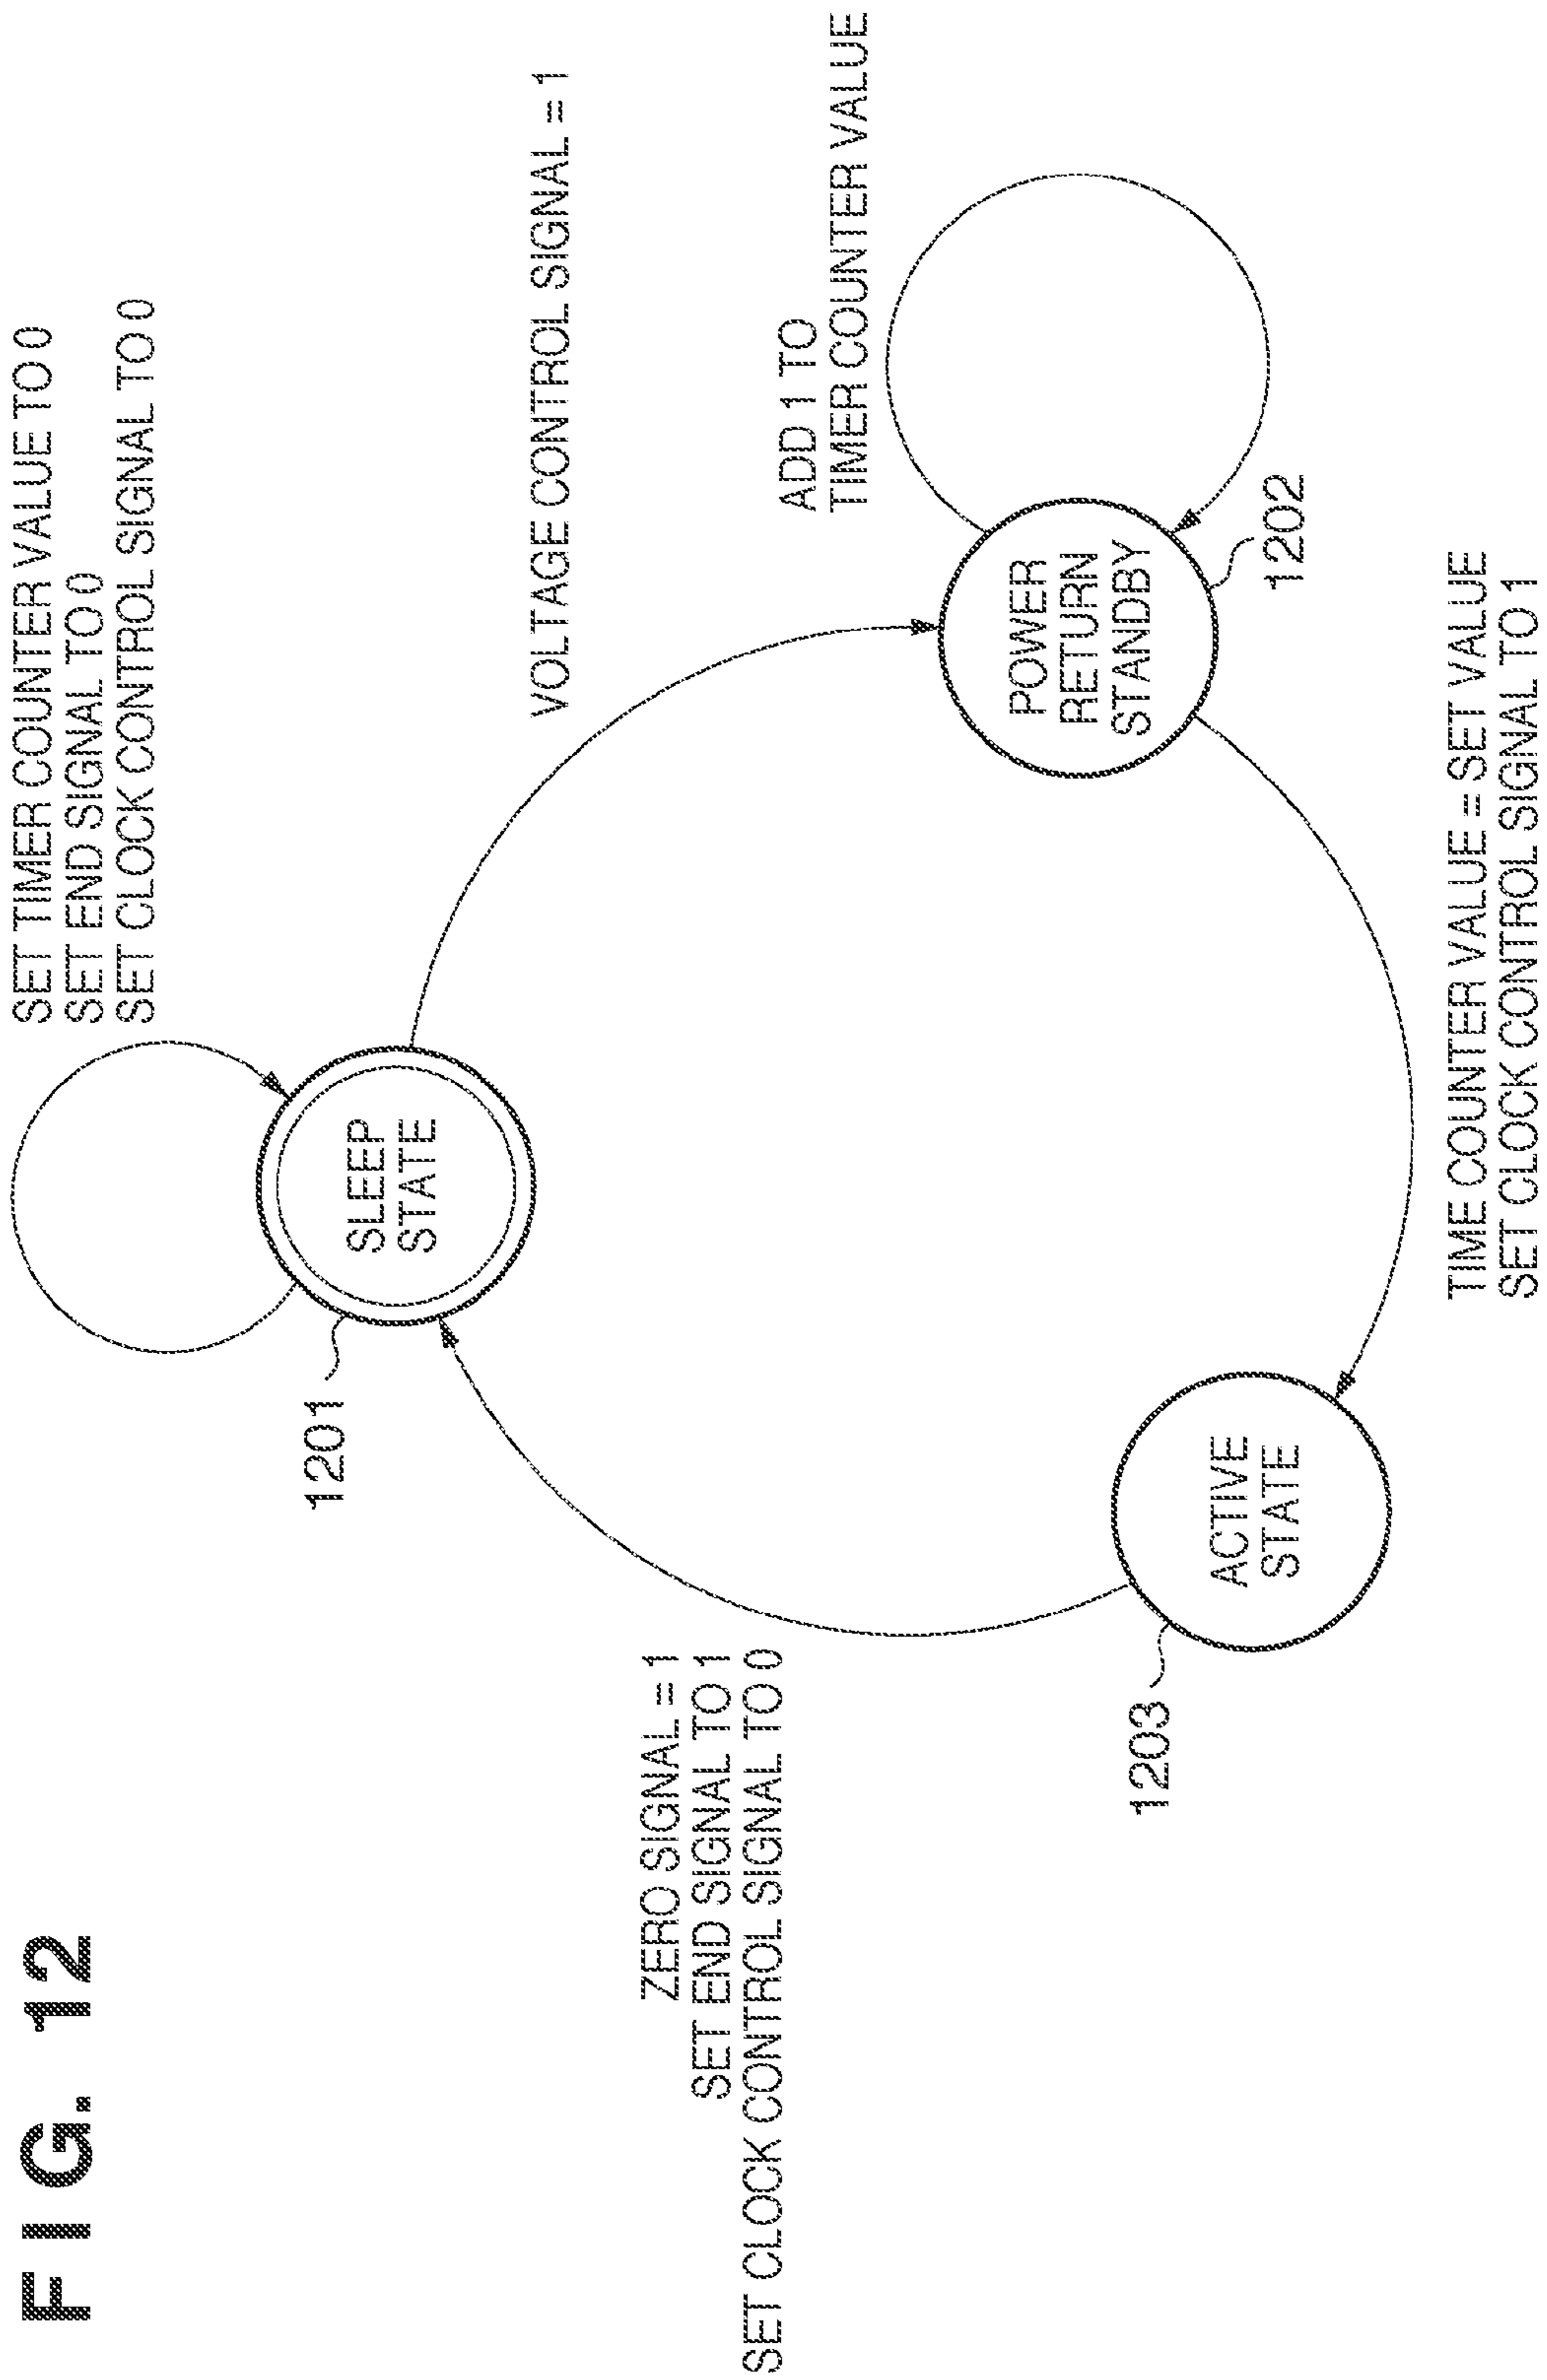 FIG. 12
SET TIMER COUNTER VALUE TO 0
SET END SIGNAL TO 0
SET CLOCK CONTROL SIGNAL TO 0
1201
SLEEP
STATE
VOLTAGE CONTROL SIGNAL = 1
ZERO SIGNAL = 1
SET END SIGNAL TO 1
SET CLOCK CONTROL SIGNAL TO 0
ADD 1 TO
TIMER COUNTER VALUE
POWER
RETURN
STANDBY
1202
1203
ACTIVE
STATE
TIME COUNTER VALUE = SET VALUE
SET CLOCK CONTROL SIGNAL TO 1